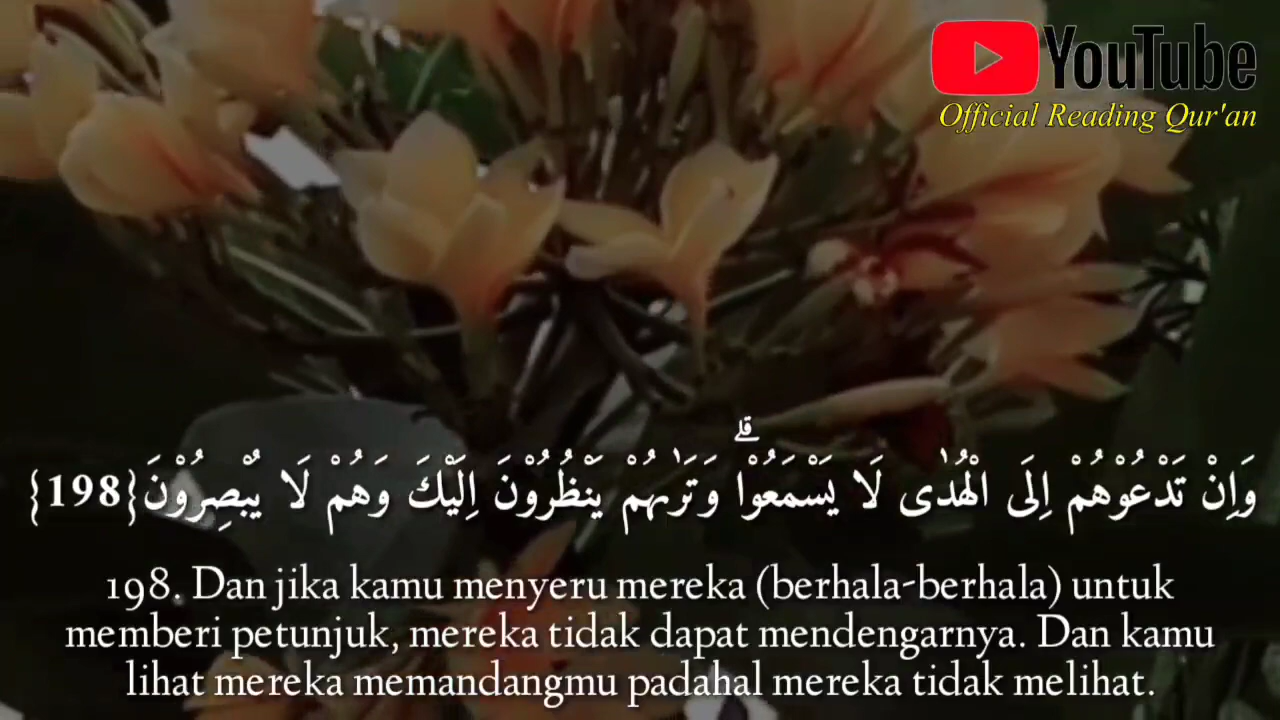 YouTube
Official Reading Qur'an
وَاِنْ تَدْعُوْهُمْ اِلَى الْهُدٰى لَا يَسْمَعُوْاۗ وَتَرٰىهُمْ يَنْظُرُوْنَ اِلَيْكَ وَهُمْ لَا يُبْصِرُوْنَ{198}
198. Dan jika kamu menyeru mereka (berhala-berhala) untuk
memberi petunjuk, mereka tidak dapat mendengarnya. Dan kamu
lihat mereka memandangmu padahal mereka tidak melihat.